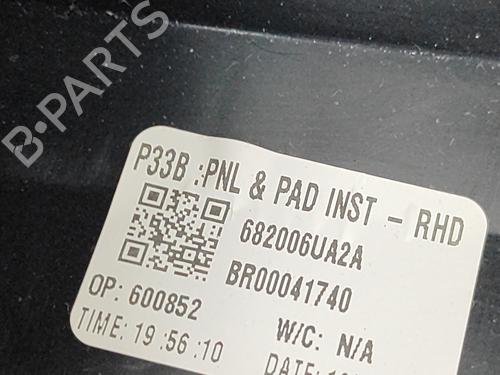 B-PARTS
P33B :PNL & PAD INST - RHD
682006UA2A
BR00041740
OP: 600852
W/C: N/A
TIME: 19:56:10
DATE: